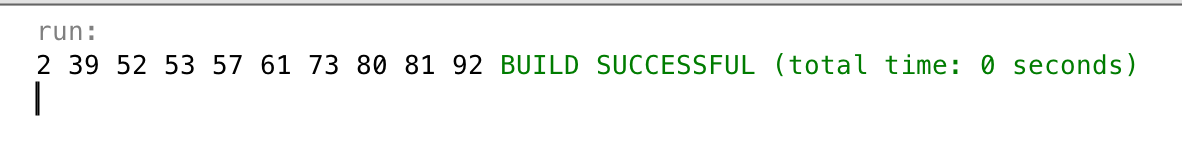 run:
2 39 52 53 57 61 73 80 81 92 BUILD SUCCESSFUL (total time: 0 seconds)